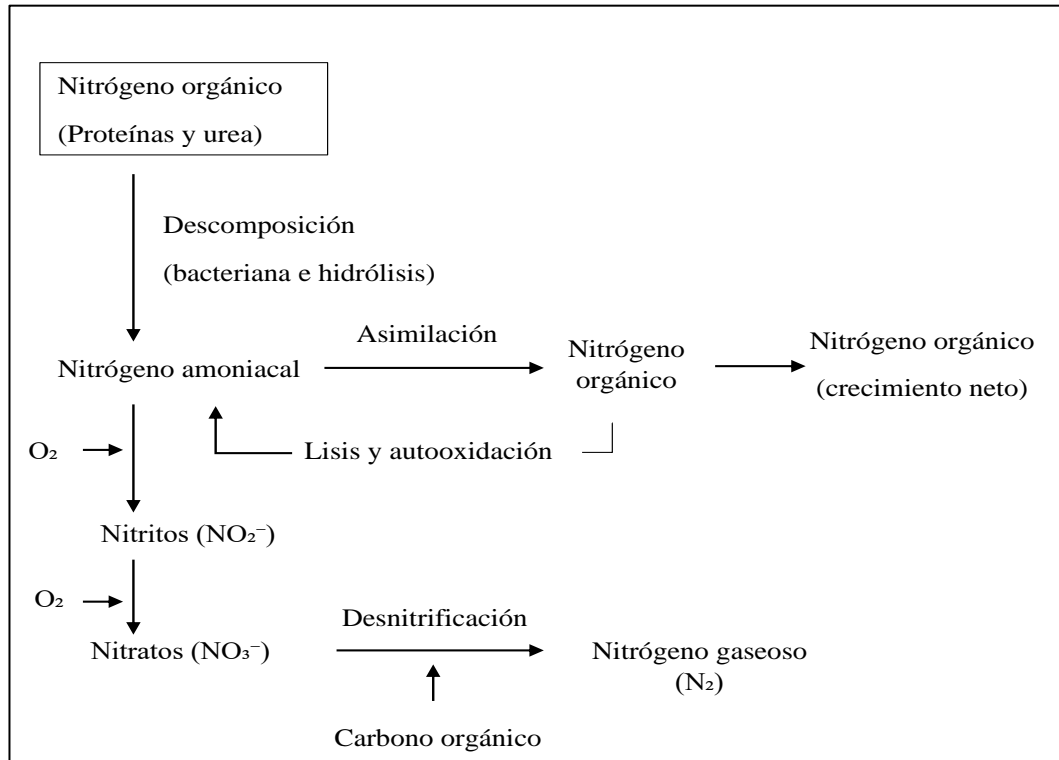 Nitrógeno orgánico
(Proteínas y urea)
Descomposición
(bacteriana e hidrólisis)
Asimilación
Nitrógeno amoniacal
Nitrógeno
orgánico
Nitrógeno orgánico
(crecimiento neto)
O₂
Lisis y autooxidación
Nitritos (NO₂⁻)
O₂
Desnitrificación
Nitratos (NO₃⁻)
Nitrógeno gaseoso
(N₂)
Carbono orgánico